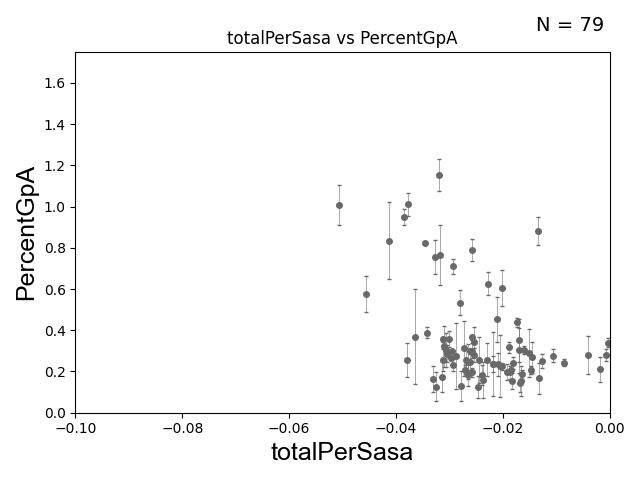 N = 79
totalPerSasa vs PercentGpA
PercentGpA
1.6
1.4
1.2
1.0
0.8
0.6
0.4
0.2
0.0
−0.10 −0.08 −0.06 −0.04 −0.02 0.00
totalPerSasa